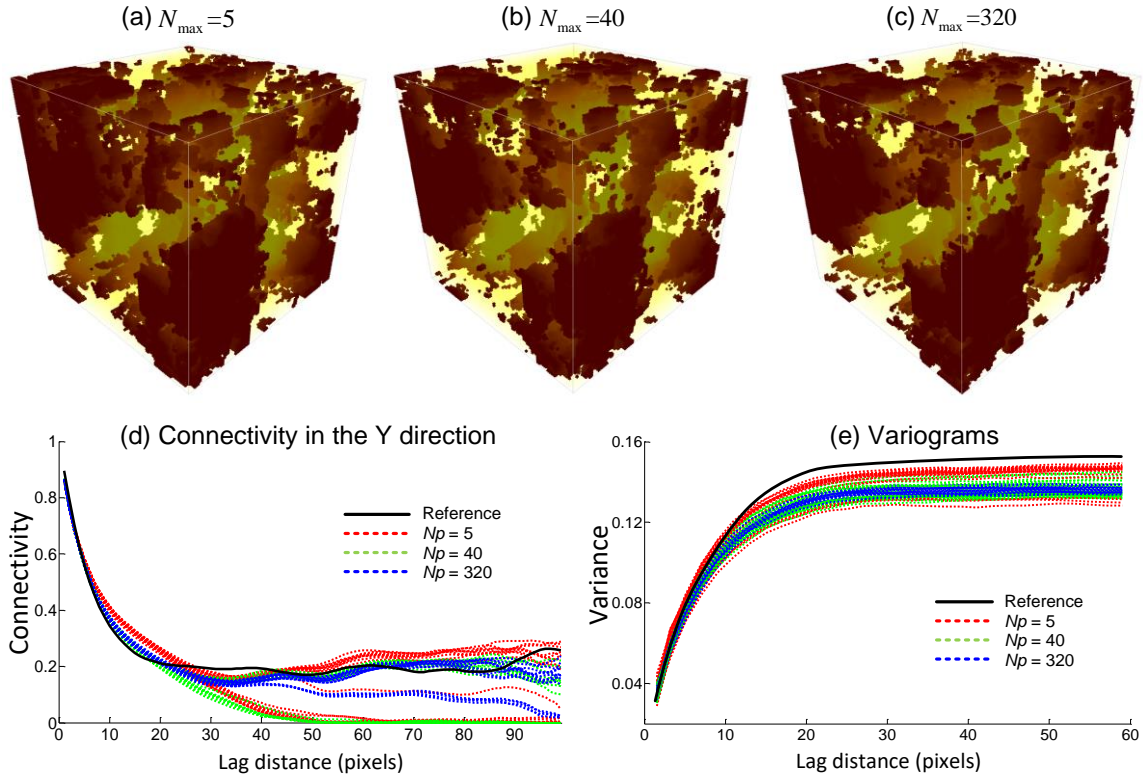 (a) N_max =5
(b) N_max =40
(c) N_max =320
(d) Connectivity in the Y direction
1
0.8
0.6
0.4
0.2
0
Connectivity
Reference
Np = 5
Np = 40
Np = 320
0 10 20 30 40 50 60 70 80 90
Lag distance (pixels)
(e) Variograms
0.16
0.12
0.08
0.04
Variance
Reference
Np = 5
Np = 40
Np = 320
0 10 20 30 40 50 60
Lag distance (pixels)